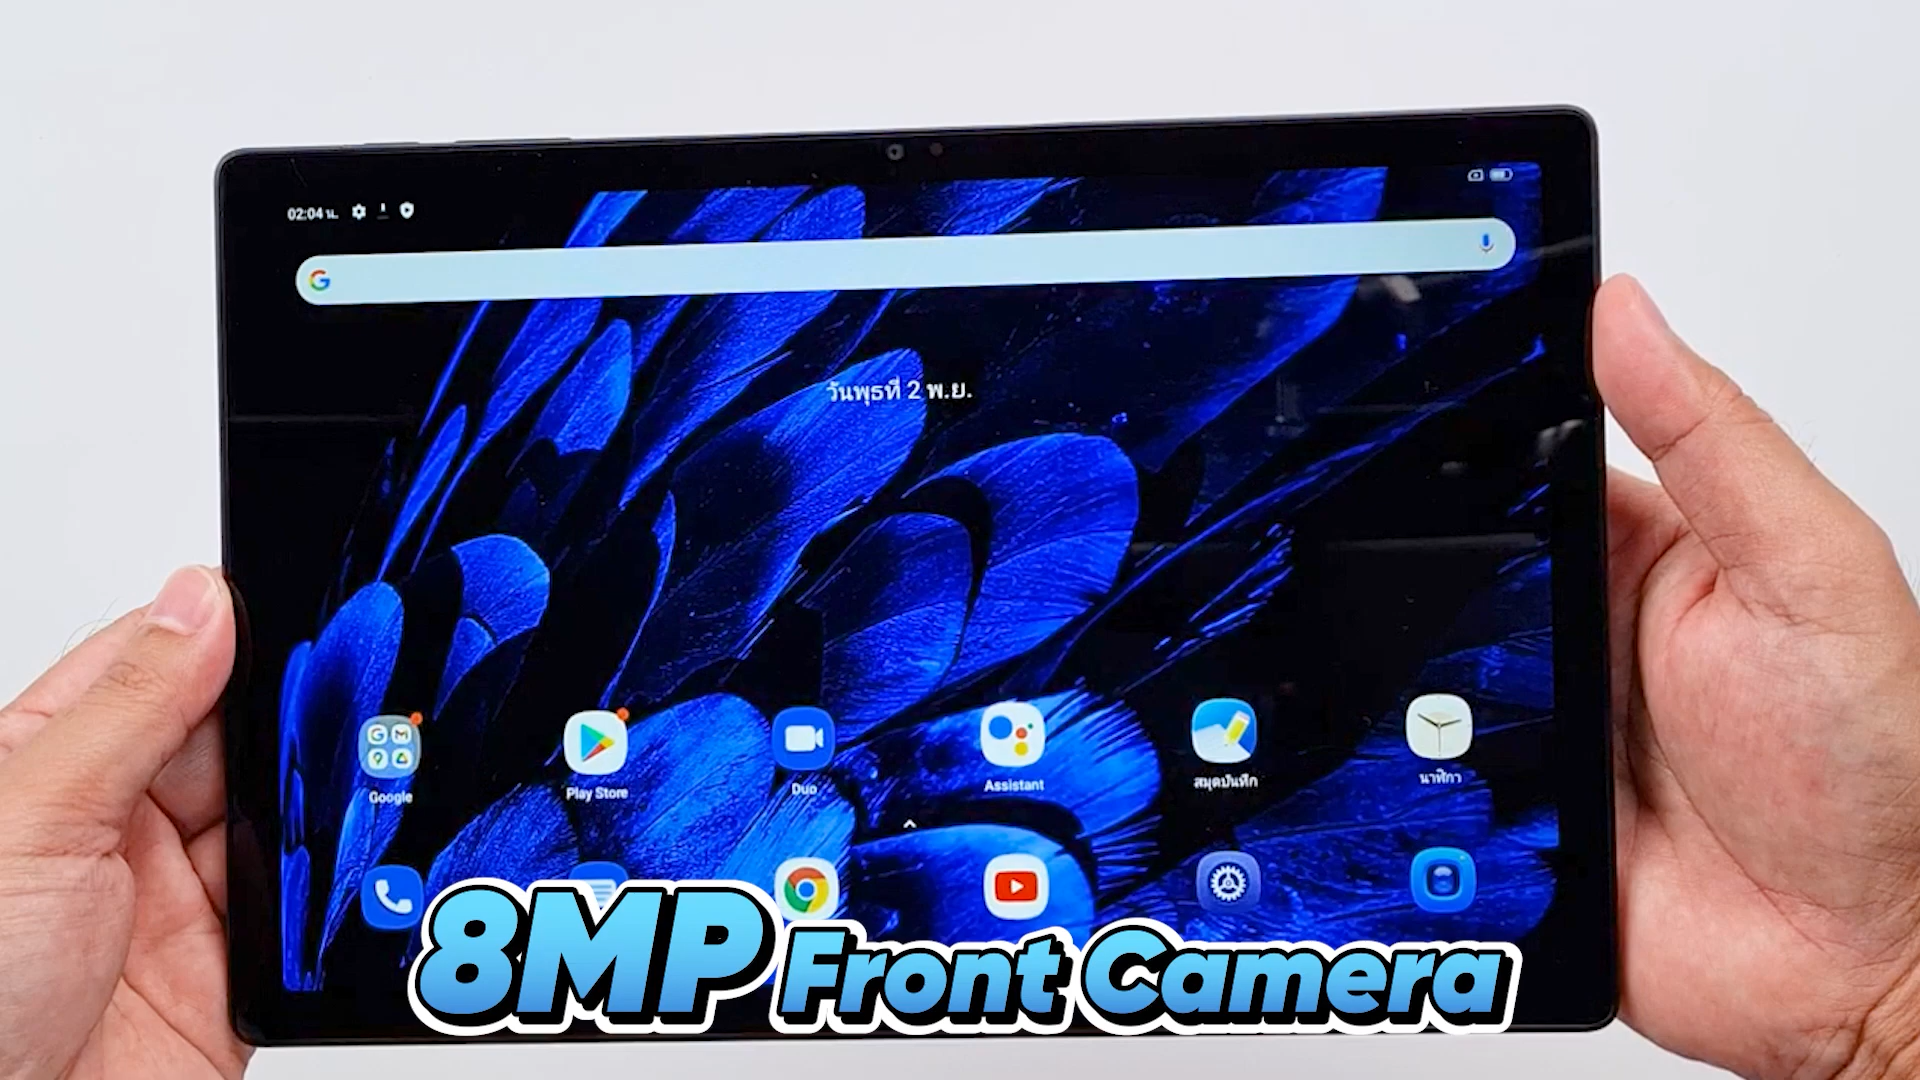 02:04 น.
วันพุธที่ 2 พ.ย.
Google
Play Store
Duo
Assistant
สมุดบันทึก
นาฬิกา
8MP Front Camera